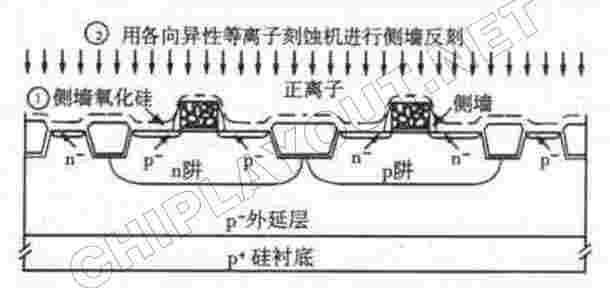 ② 用各向异性等离子刻蚀机进行侧墙反刻
正离子
① 侧墙氧化硅
侧墙
n⁻ p⁻ p⁻ n⁻ n⁻ p⁻
n阱 p阱
p⁻外延层
p⁺硅衬底
CHIPLAYOUT.NET